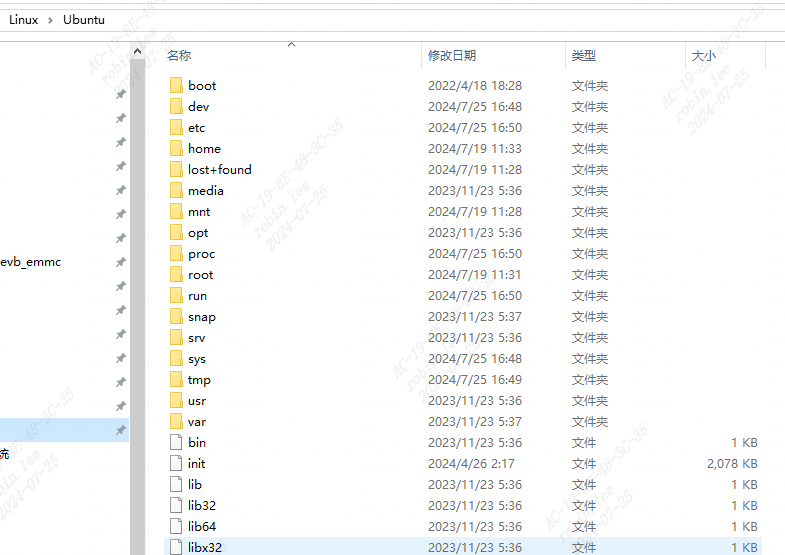 Linux › Ubuntu
名称 修改日期 类型 大小
boot 2022/4/18 18:28 文件夹
dev 2024/7/25 16:48 文件夹
etc 2024/7/25 16:50 文件夹
home 2024/7/19 11:33 文件夹
lost+found 2024/7/19 11:28 文件夹
media 2023/11/23 5:36 文件夹
mnt 2024/7/19 11:28 文件夹
opt 2023/11/23 5:36 文件夹
proc 2024/7/25 16:50 文件夹
evb_emmc
root 2024/7/19 11:31 文件夹
run 2024/7/25 16:50 文件夹
snap 2023/11/23 5:37 文件夹
srv 2023/11/23 5:36 文件夹
sys 2024/7/25 16:48 文件夹
tmp 2024/7/25 16:49 文件夹
usr 2023/11/23 5:36 文件夹
var 2023/11/23 5:37 文件夹
bin 2023/11/23 5:36 文件 1 KB
统
init 2024/4/26 2:17 文件 2,078 KB
lib 2023/11/23 5:36 文件 1 KB
lib32 2023/11/23 5:36 文件 1 KB
lib64 2023/11/23 5:36 文件 1 KB
libx32 2023/11/23 5:36 文件 1 KB
AC-19-8E-48-3C-35
robin.lee
2024-07-25